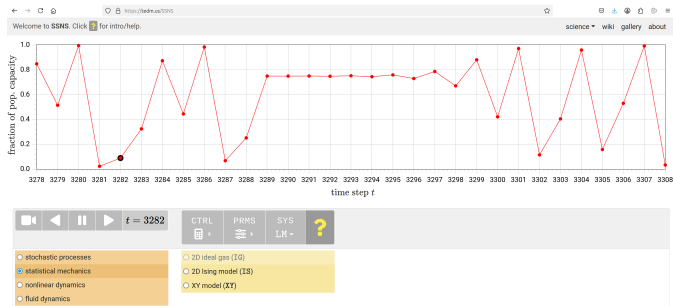 https://tedm.us/SSNS
Welcome to SSNS. Click ? for intro/help.
science wiki gallery about
fraction of pop. capacity
1.0
0.8
0.6
0.4
0.2
0.0
3278 3279 3280 3281 3282 3283 3284 3285 3286 3287 3288 3289 3290 3291 3292 3293 3294 3295 3296 3297 3298 3299 3300 3301 3302 3303 3304 3305 3306 3307 3308
time step t
t = 3282
CTRL PRMS SYS
LM
?
stochastic processes
statistical mechanics
nonlinear dynamics
fluid dynamics
2D ideal gas (IG)
2D Ising model (IS)
XY model (XY)